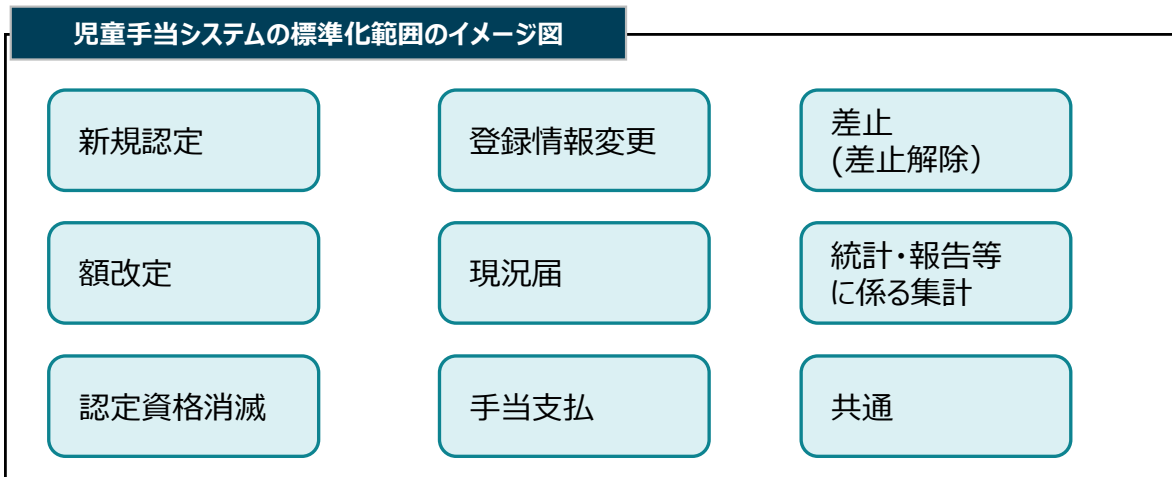 児童手当システムの標準化範囲のイメージ図
新規認定
登録情報変更
差止
(差止解除）
額改定
現況届
統計・報告等
に係る集計
認定資格消滅
手当支払
共通